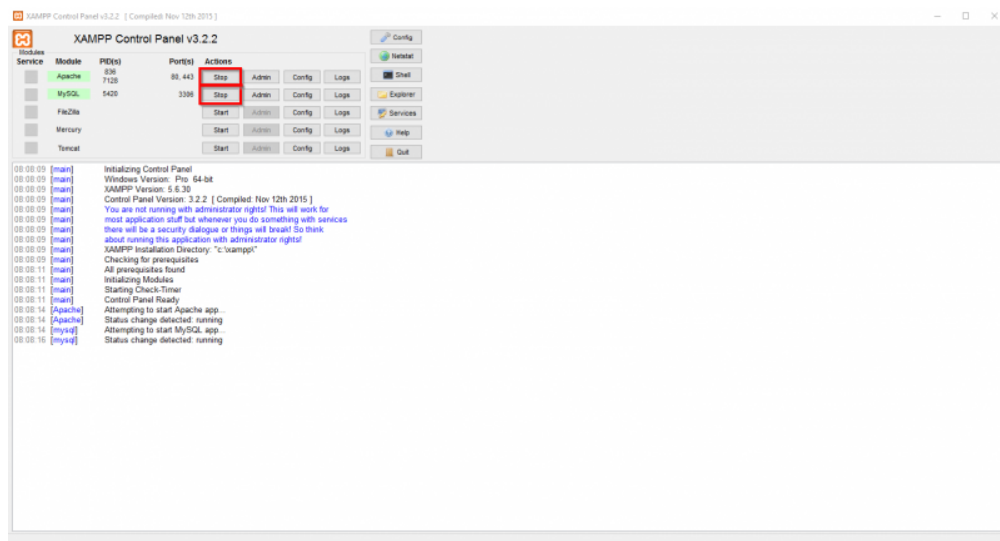 XAMPP Control Panel v3.2.2 [ Compiled: Nov 12th 2015 ]
XAMPP Control Panel v3.2.2
Config
Modules
Service Module PID(s) Port(s) Actions
Netstat
Apache 836 7128 80, 443 Stop Admin Config Logs
Shell
MySQL 5420 3306 Stop Admin Config Logs
Explorer
FileZilla Start Admin Config Logs
Services
Mercury Start Admin Config Logs
Help
Tomcat Start Admin Config Logs
Quit
08:08:09 [main] Initializing Control Panel
08:08:09 [main] Windows Version: Pro 64-bit
08:08:09 [main] XAMPP Version: 5.6.30
08:08:09 [main] Control Panel Version: 3.2.2 [ Compiled: Nov 12th 2015 ]
08:08:09 [main] You are not running with administrator rights! This will work for
08:08:09 [main] most application stuff but whenever you do something with services
08:08:09 [main] there will be a security dialogue or things will break! So think
08:08:09 [main] about running this application with administrator rights!
08:08:09 [main] XAMPP Installation Directory: "c:\xampp\"
08:08:09 [main] Checking for prerequisites
08:08:11 [main] All prerequisites found
08:08:11 [main] Initializing Modules
08:08:11 [main] Starting Check-Timer
08:08:11 [main] Control Panel Ready
08:08:14 [Apache] Attempting to start Apache app...
08:08:14 [Apache] Status change detected: running
08:08:14 [mysql] Attempting to start MySQL app...
08:08:16 [mysql] Status change detected: running